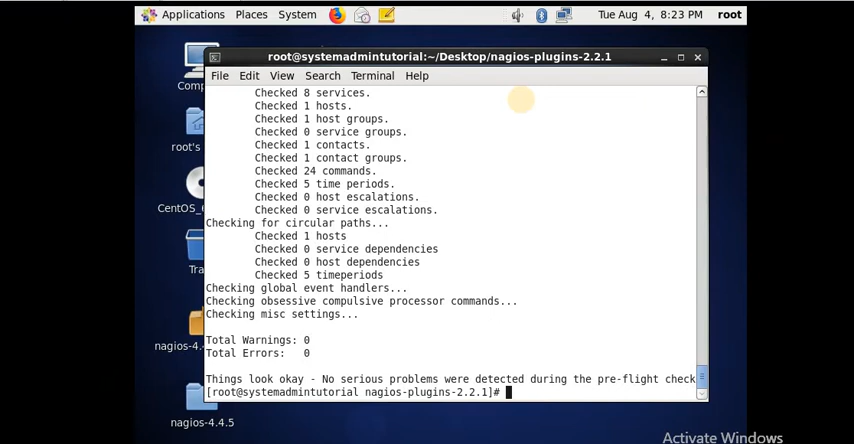 Applications Places System
Tue Aug 4, 8:23 PM root
root@systemadmintutorial:~/Desktop/nagios-plugins-2.2.1
File Edit View Search Terminal Help
Checked 8 services.
Checked 1 hosts.
Checked 1 host groups.
Checked 0 service groups.
Checked 1 contacts.
Checked 1 contact groups.
Checked 24 commands.
Checked 5 time periods.
Checked 0 host escalations.
Checked 0 service escalations.
Checking for circular paths...
Checked 1 hosts
Checked 0 service dependencies
Checked 0 host dependencies
Checked 5 timeperiods
Checking global event handlers...
Checking obsessive compulsive processor commands...
Checking misc settings...
Total Warnings: 0
Total Errors: 0
Things look okay - No serious problems were detected during the pre-flight check
[root@systemadmintutorial nagios-plugins-2.2.1]#
Comp
root's
CentOS_6
Tra
nagios-4.4
nagios-4.4.5
Activate Windows